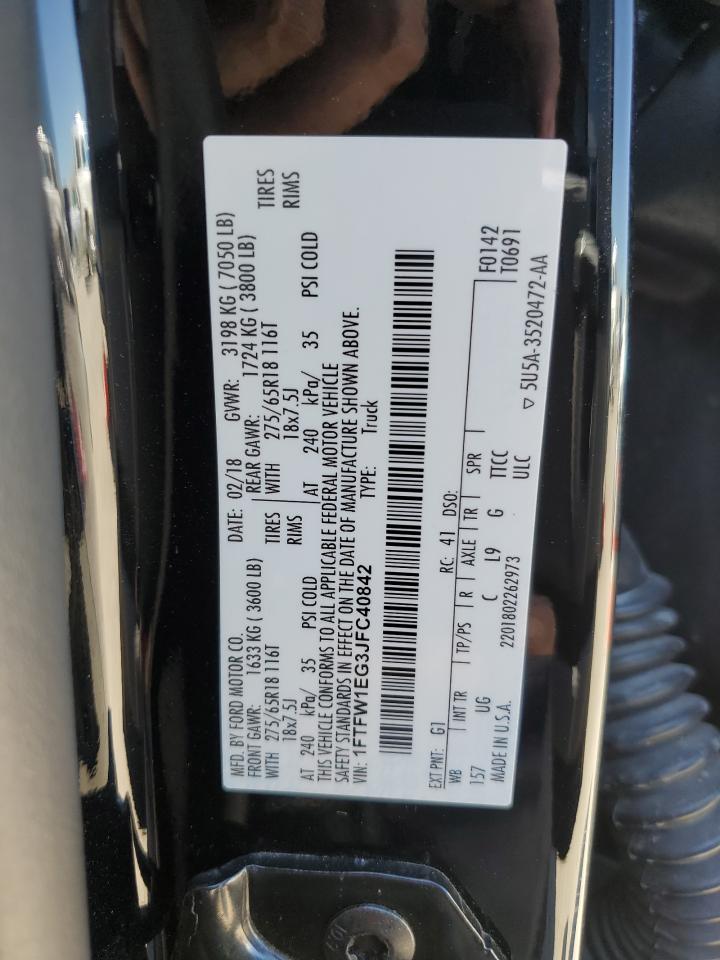 MFD. BY FORD MOTOR CO.
DATE: 02/18 GVWR: 3198 KG ( 7050 LB)
FRONT GAWR: 1633 KG ( 3600 LB) REAR GAWR: 1724 KG ( 3800 LB)
WITH 275/65R18 116T TIRES WITH 275/65R18 116T TIRES
18x7.5J RIMS 18x7.5J RIMS
AT 240 kPa/ 35 PSI COLD AT 240 kPa/ 35 PSI COLD
THIS VEHICLE CONFORMS TO ALL APPLICABLE FEDERAL MOTOR VEHICLE
SAFETY STANDARDS IN EFFECT ON THE DATE OF MANUFACTURE SHOWN ABOVE.
VIN: 1FTFW1EG3JFC40842 TYPE: Truck
EXT PNT: G1 RC: 41 DSO:
WB INT TR TP/PS R AXLE TR SPR F0142
157 UG C L9 G TTCC T0691
MADE IN U.S.A. 2201802262973 ULC ▽ 5U5A-3520472-AA